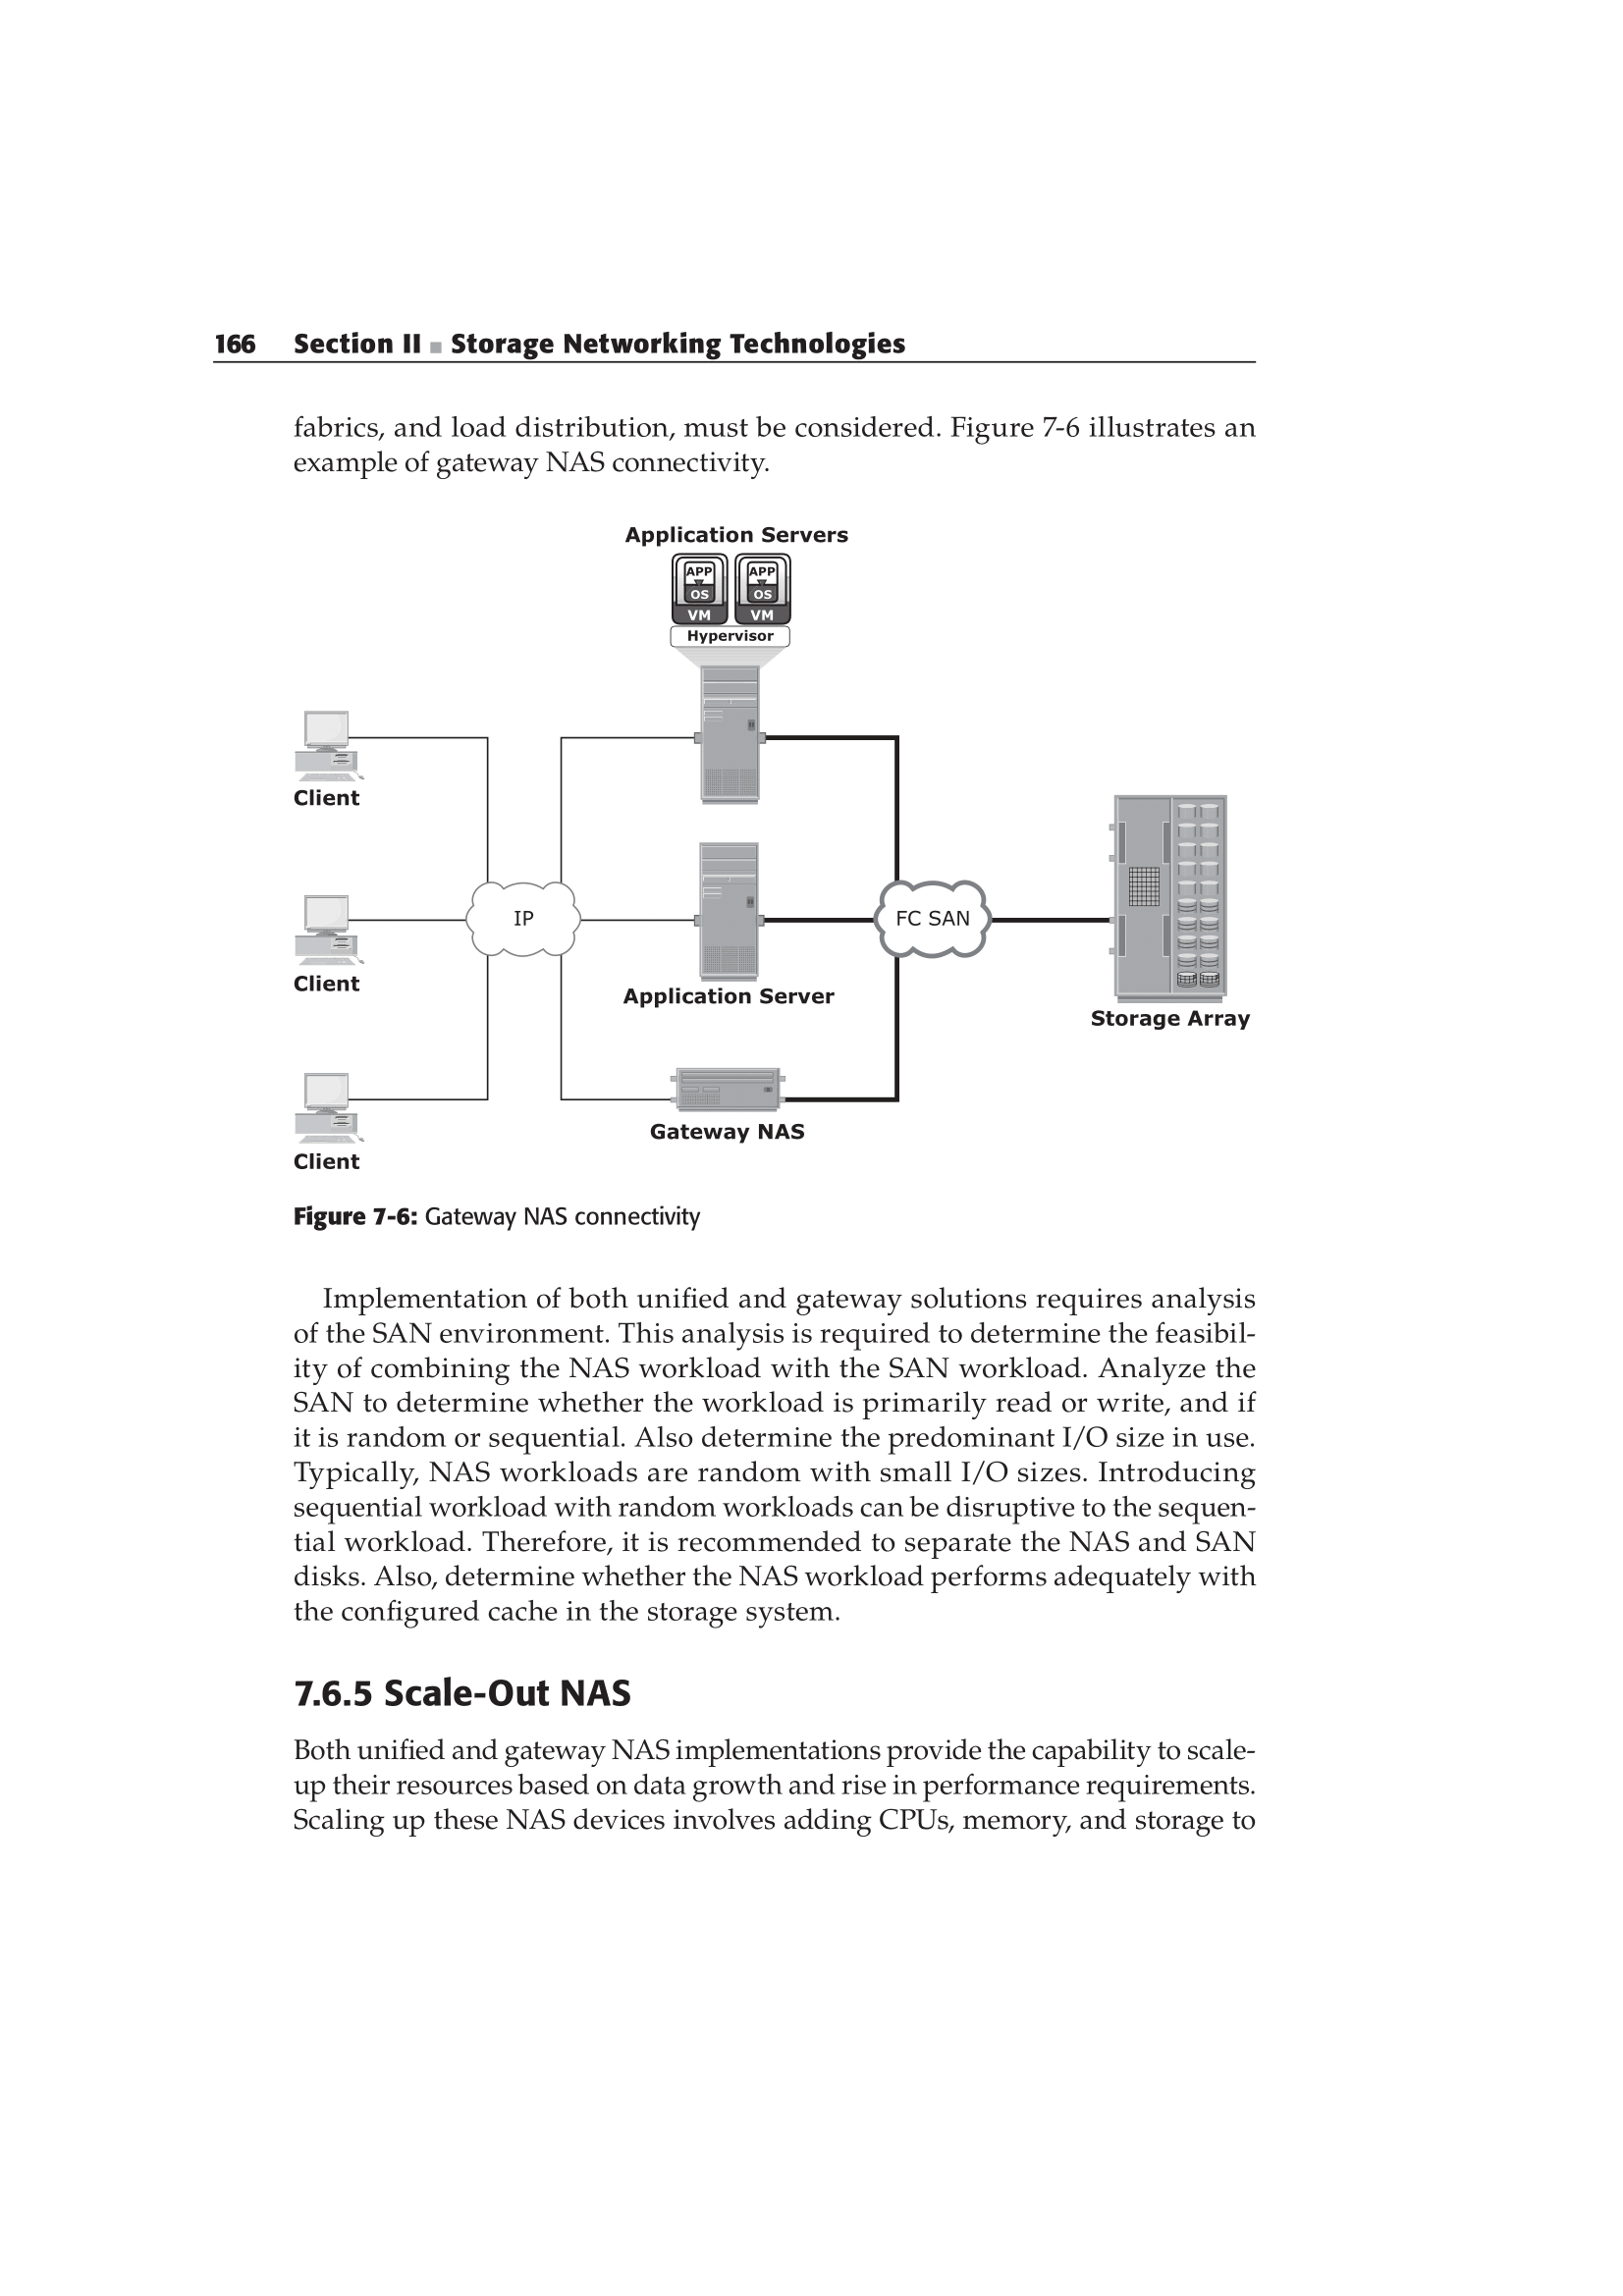 166 Section II ■ Storage Networking Technologies
fabrics, and load distribution, must be considered. Figure 7-6 illustrates an
example of gateway NAS connectivity.
Application Servers
APP APP
OS OS
VM VM
Hypervisor
Client
IP
FC SAN
Client
Application Server
Storage Array
Gateway NAS
Client
Figure 7-6: Gateway NAS connectivity
Implementation of both unified and gateway solutions requires analysis
of the SAN environment. This analysis is required to determine the feasibil-
ity of combining the NAS workload with the SAN workload. Analyze the
SAN to determine whether the workload is primarily read or write, and if
it is random or sequential. Also determine the predominant I/O size in use.
Typically, NAS workloads are random with small I/O sizes. Introducing
sequential workload with random workloads can be disruptive to the sequen-
tial workload. Therefore, it is recommended to separate the NAS and SAN
disks. Also, determine whether the NAS workload performs adequately with
the configured cache in the storage system.
7.6.5 Scale-Out NAS
Both unified and gateway NAS implementations provide the capability to scale-
up their resources based on data growth and rise in performance requirements.
Scaling up these NAS devices involves adding CPUs, memory, and storage to